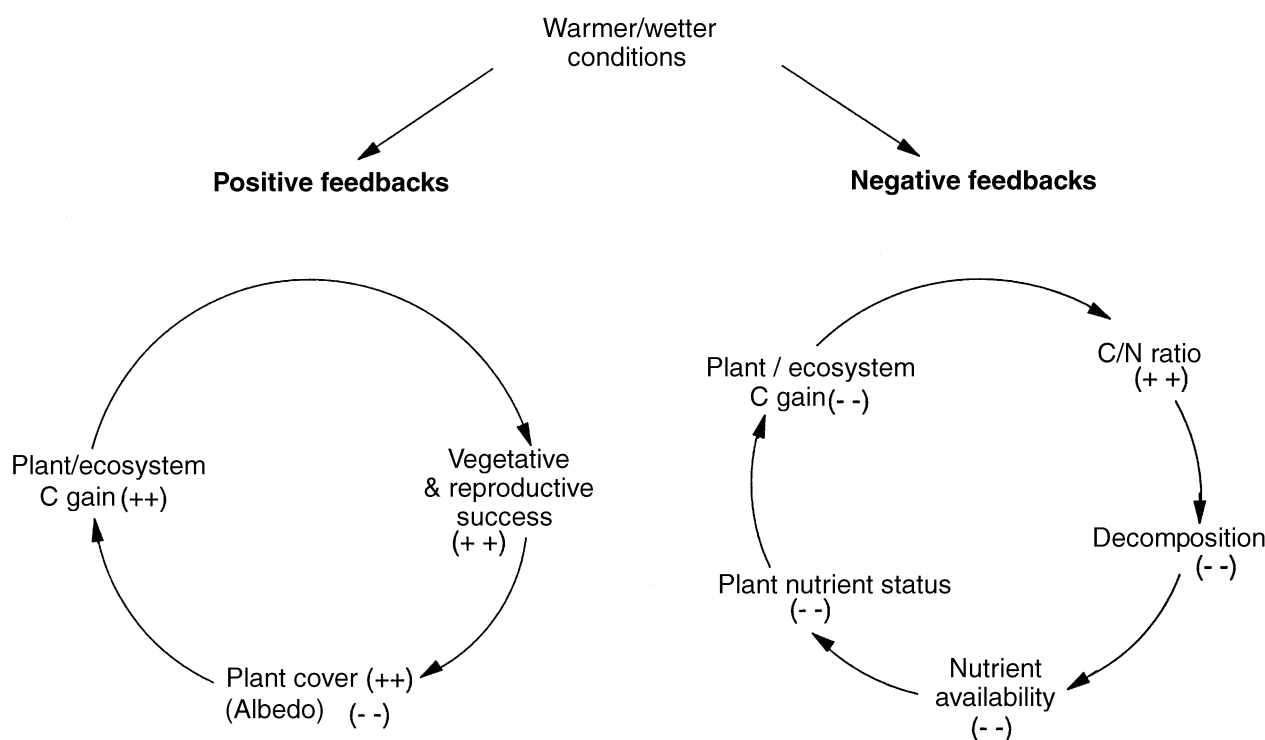 Warmer/wetter
conditions
Positive feedbacks
Negative feedbacks
Plant/ecosystem
C gain (++)
Vegetative
& reproductive
success
(+ +)
Plant cover (++)
(Albedo) (- -)
Plant / ecosystem
C gain (- -)
C/N ratio
(+ +)
Decomposition
(- -)
Nutrient
availability
(- -)
Plant nutrient status
(- -)